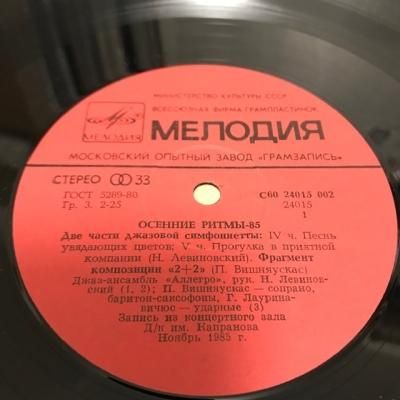 МИНИСТЕРСТВО КУЛЬТУРЫ СССР
ВСЕСОЮЗНАЯ ФИРМА ГРАМПЛАСТИНОК
МЕЛОДИЯ
МЕЛОДИЯ
МОСКОВСКИЙ ОПЫТНЫЙ ЗАВОД «ГРАМЗАПИСЬ»
СТЕРЕО 33
ГОСТ 5289-80
Гр. 3. 2-25
С60 24015 002
24015
1
ОСЕННИЕ РИТМЫ-85
Две части джазовой симфониетты: IV ч. Песнь
увядающих цветов; V ч. Прогулка в приятной
компании (Н. Левиновский). Фрагмент
композиции «2+2» (П. Вишняускас)
Джаз-ансамбль «Аллегро», рук. Н. Левинов-
ский (1, 2); П. Вишняускас — сопрано,
баритон-саксофоны, Г. Лаурина-
вичюс — ударные (3)
Запись из концертного зала
Д/к им. Капранова
Ноябрь 1985 г.